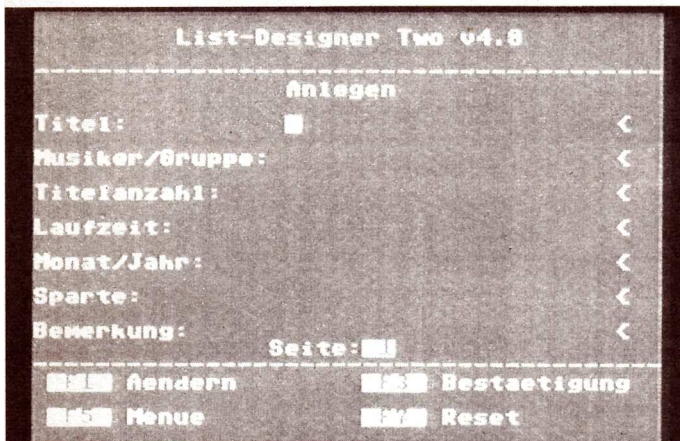 List-Designer Two v4.0
Anlegen
Titel: <
Musiker/Gruppe: <
Titelanzahl: <
Laufzeit: <
Monat/Jahr: <
Sparte: <
Bemerkung: <
Seite:
Aendern Bestaetigung
Menue Reset